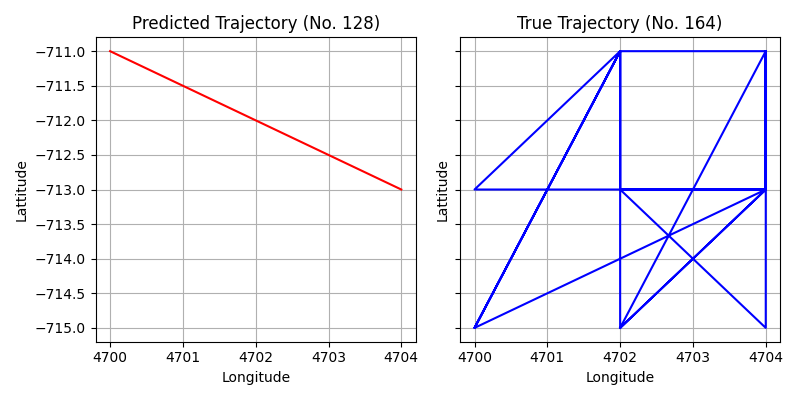 Predicted Trajectory (No. 128)
−711.0
−711.5
−712.0
−712.5
−713.0
−713.5
−714.0
−714.5
−715.0
Lattitude
4700 4701 4702 4703 4704
Longitude
True Trajectory (No. 164)
Lattitude
4700 4701 4702 4703 4704
Longitude